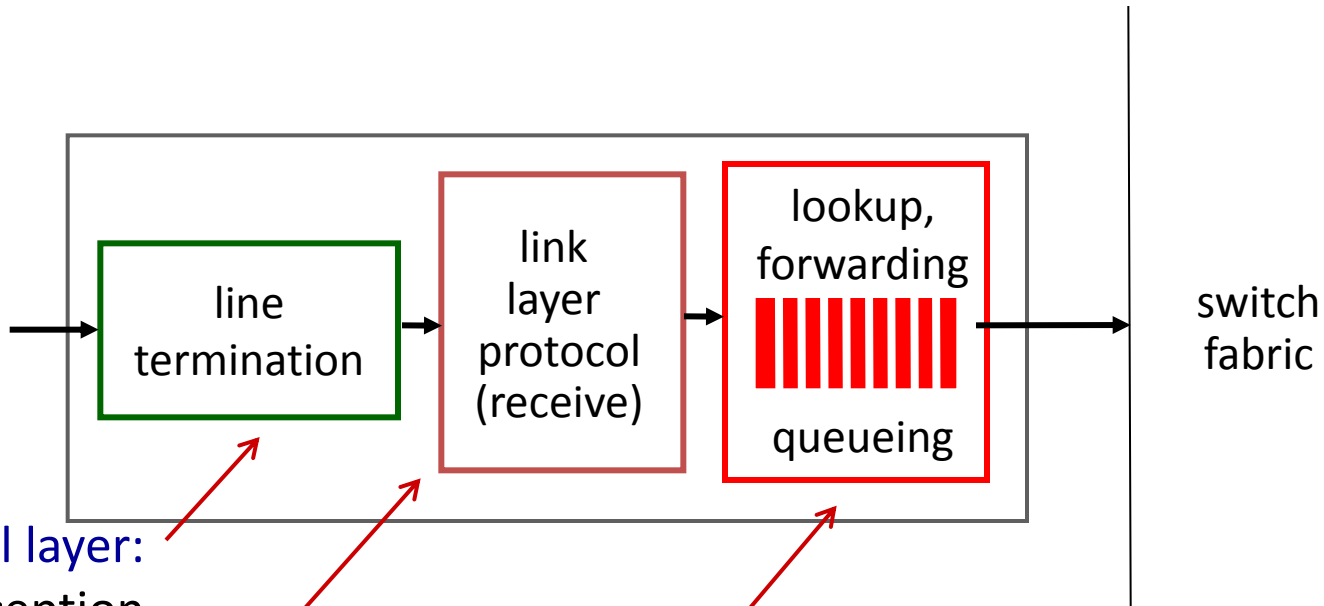 line
termination
link
layer
protocol
(receive)
lookup,
forwarding
queueing
switch
fabric
l layer: